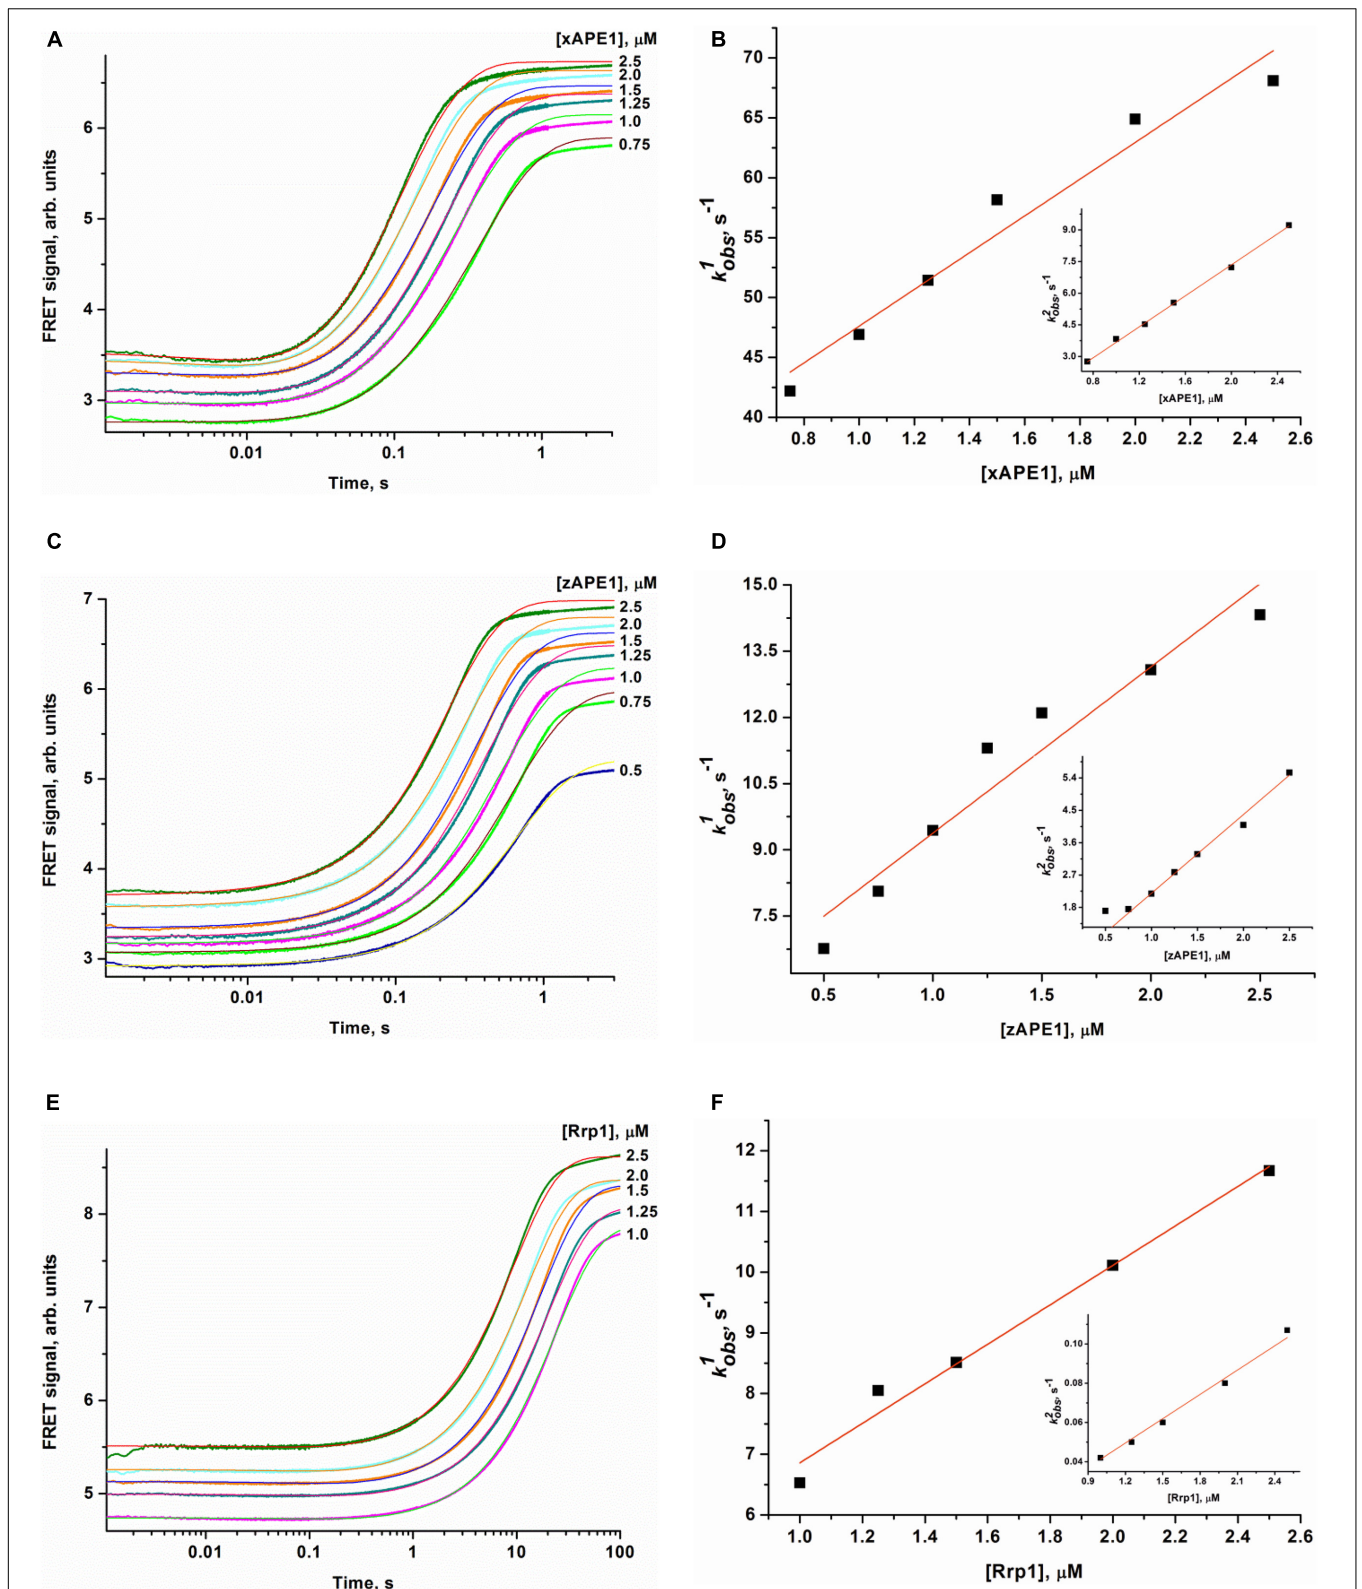 A
[xAPE1], µM
2.5
2.0
1.5
1.25
1.0
0.75
6
5
4
3
FRET signal, arb. units
0.01 0.1 1
Time, s
B
70
65
60
55
50
45
40
k¹obs, s⁻¹
0.8 1.0 1.2 1.4 1.6 1.8 2.0 2.2 2.4 2.6
[xAPE1], µM
9.0
7.5
6.0
4.5
3.0
k²obs, s⁻¹
0.8 1.2 1.6 2.0 2.4
[xAPE1], µM
C
[zAPE1], µM
2.5
2.0
1.5
1.25
1.0
0.75
0.5
7
6
5
4
3
FRET signal, arb. units
0.01 0.1 1
Time, s
D
15.0
13.5
12.0
10.5
9.0
7.5
k¹obs, s⁻¹
0.5 1.0 1.5 2.0 2.5
[zAPE1], µM
5.4
4.5
3.6
2.7
1.8
k²obs, s⁻¹
0.5 1.0 1.5 2.0 2.5
[zAPE1], µM
E
[Rrp1], µM
2.5
2.0
1.5
1.25
1.0
8
7
6
5
FRET signal, arb. units
0.01 0.1 1 10 100
Time, s
F
12
11
10
9
8
7
6
k¹obs, s⁻¹
1.0 1.2 1.4 1.6 1.8 2.0 2.2 2.4 2.6
[Rrp1], µM
0.10
0.08
0.06
0.04
k²obs, s⁻¹
0.9 1.2 1.5 1.8 2.1 2.4
[Rrp1], µM